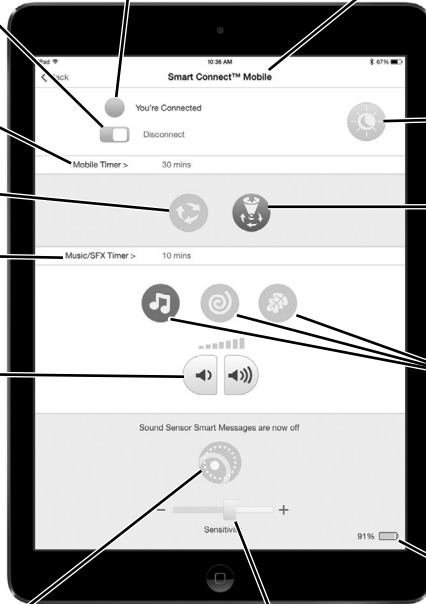 iPad 10:36 AM 67%
Back Smart Connect™ Mobile
You're Connected
Disconnect
Mobile Timer > 30 mins
Music/SFX Timer > 10 mins
Sound Sensor Smart Messages are now off
− +
Sensitivity
91%